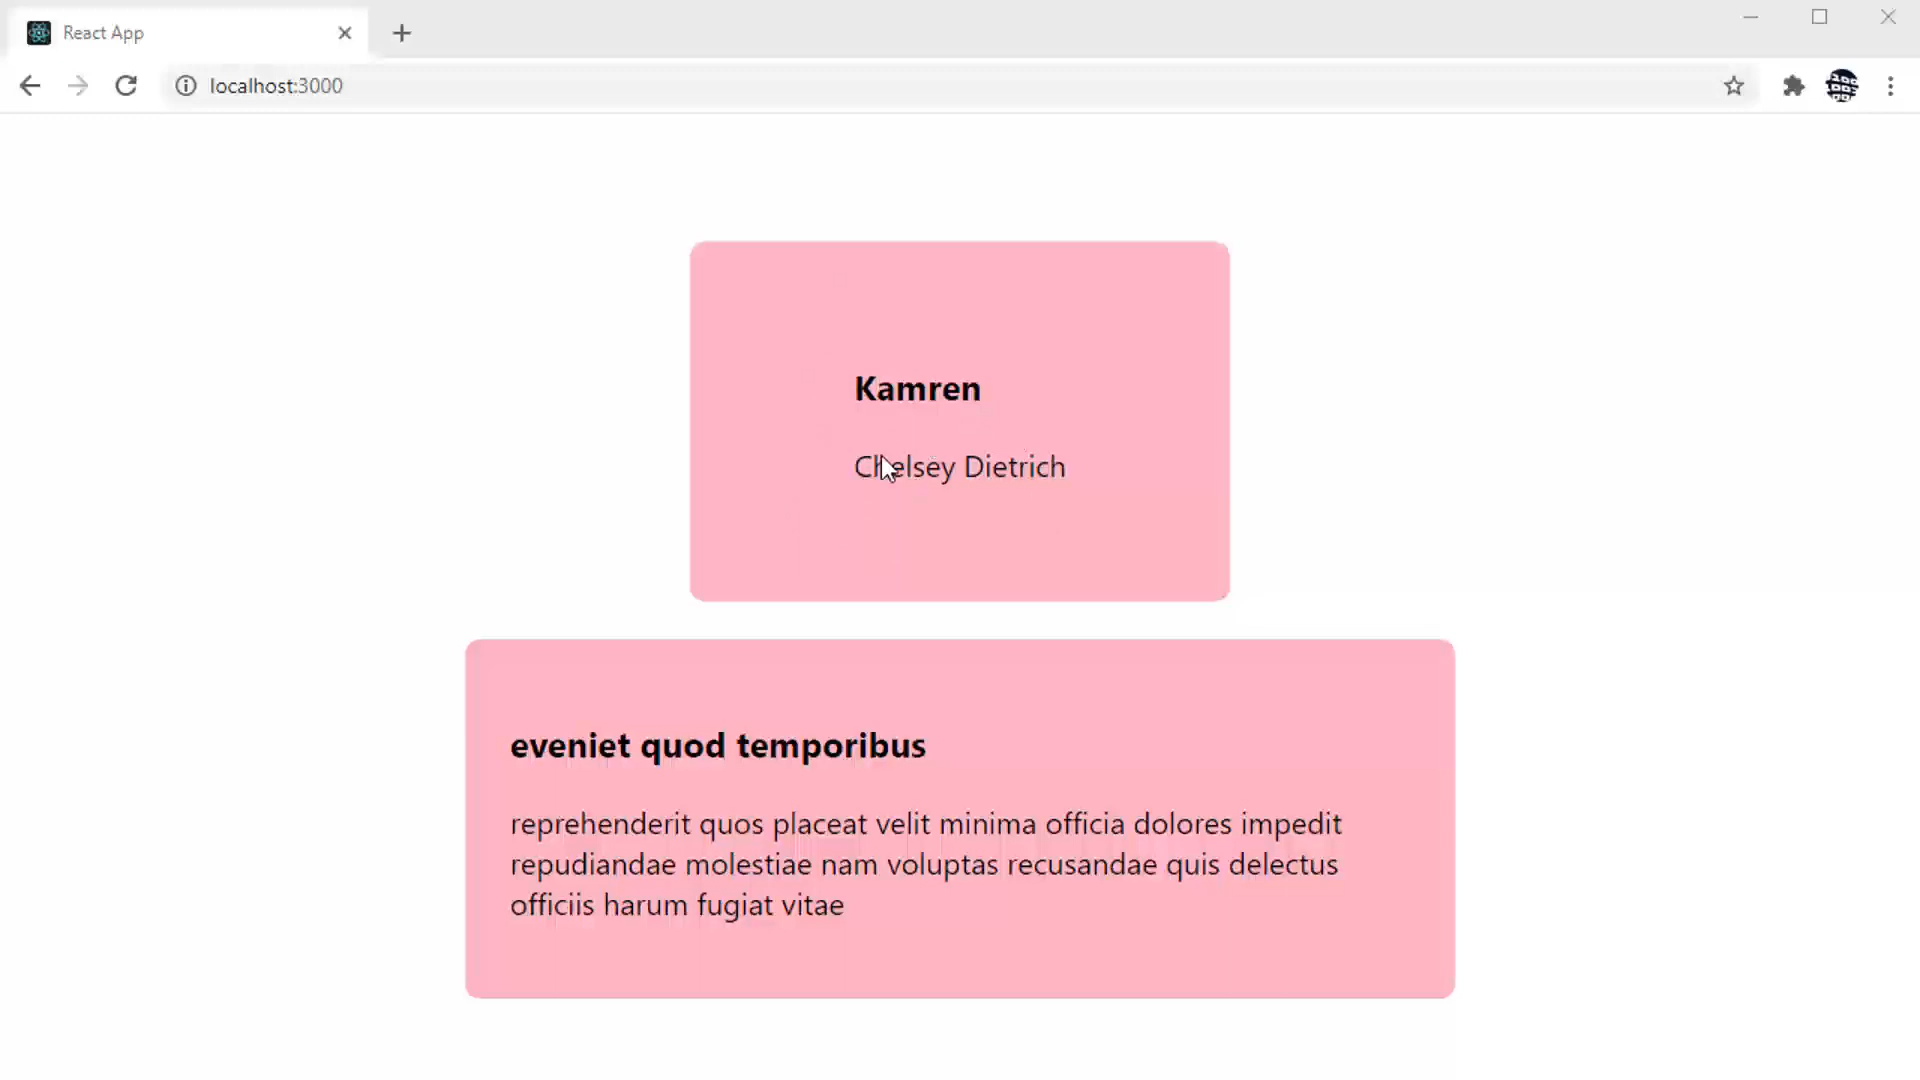 React App
localhost:3000
Kamren
Chelsey Dietrich
eveniet quod temporibus
reprehenderit quos placeat velit minima officia dolores impedit
repudiandae molestiae nam voluptas recusandae quis delectus
officiis harum fugiat vitae